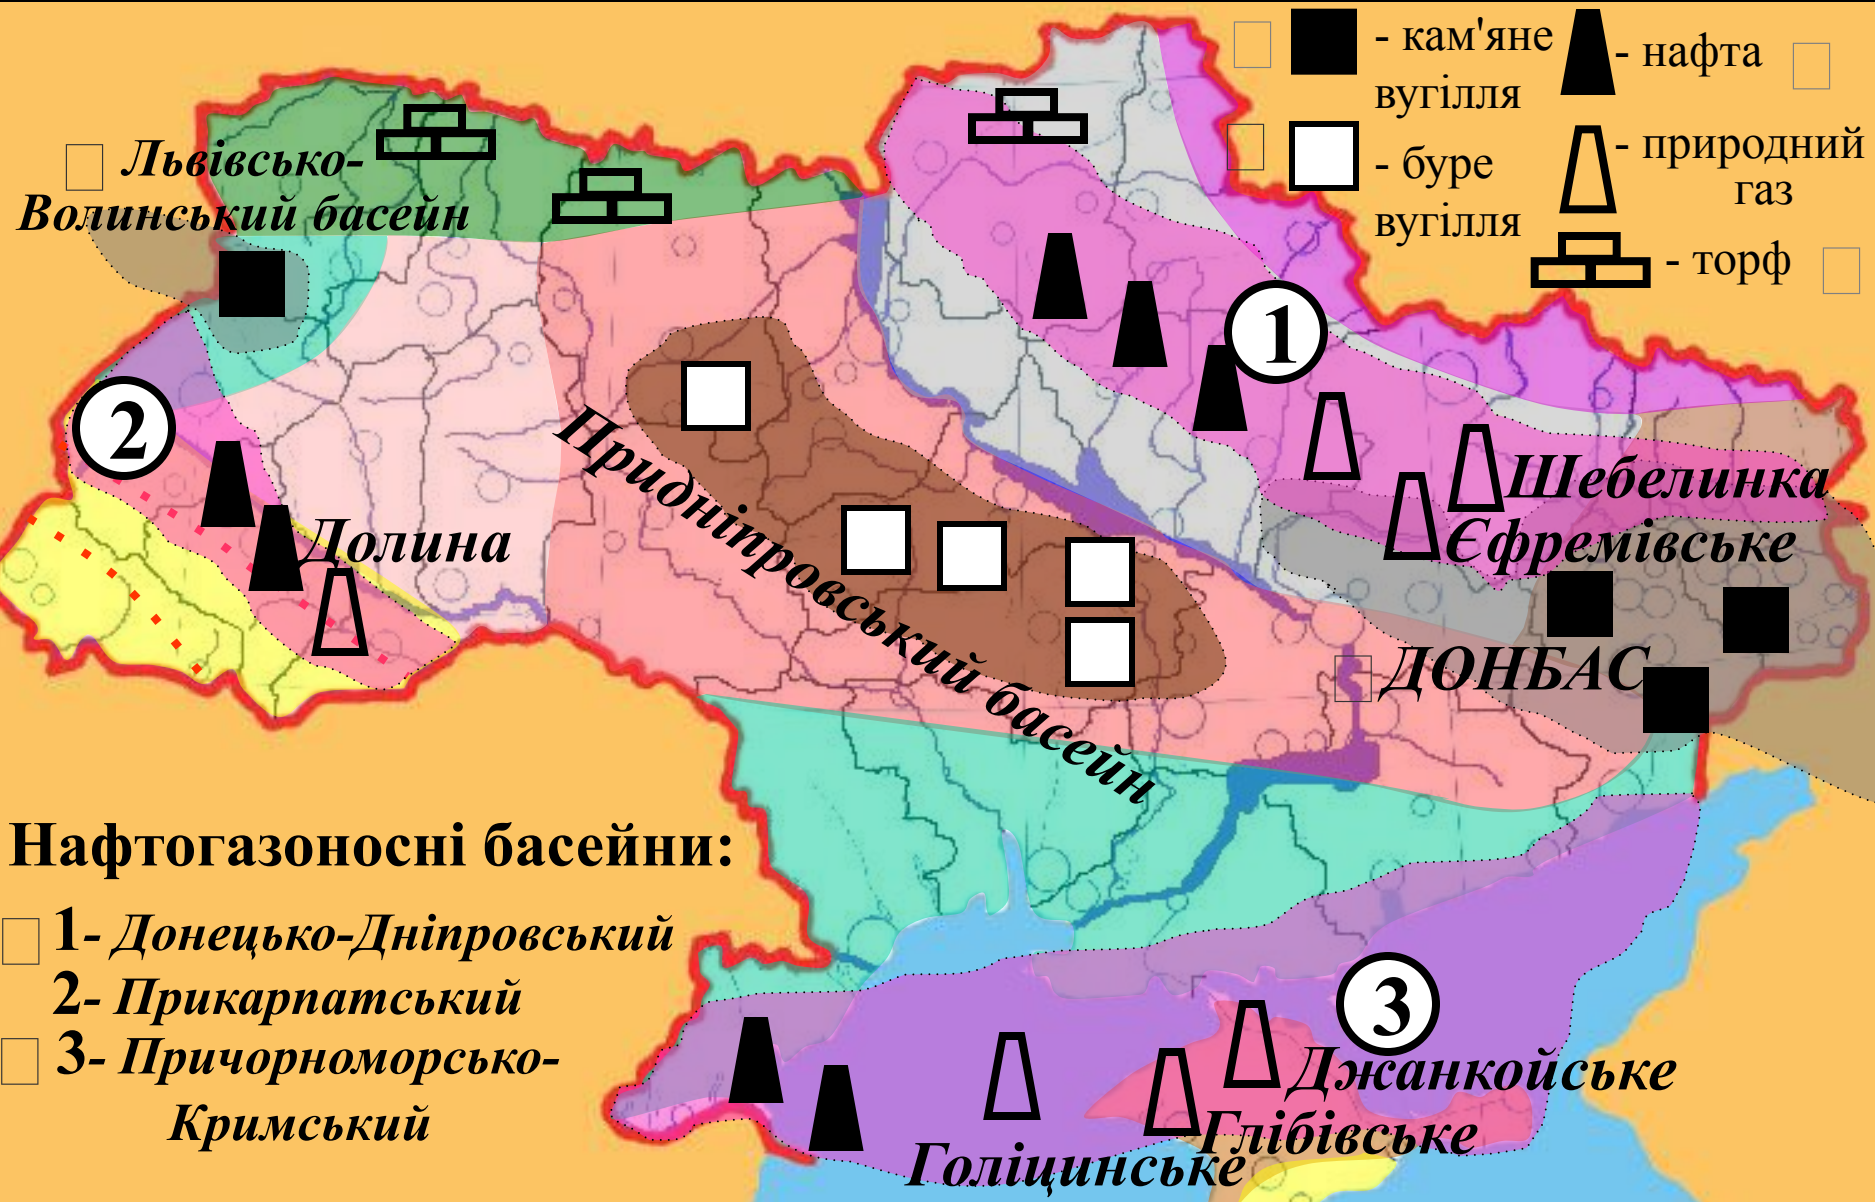 - кам'яне
вугілля
- нафта
- буре
вугілля
- природний
газ
- торф
Львівсько-
Волинський басейн
1
2
Долина
Придніпровський басейн
Шебелинка
Єфремівське
ДОНБАС
Нафтогазоносні басейни:
1- Донецько-Дніпровський
2- Прикарпатський
3- Причорноморсько-
Кримський
3
Джанкойське
Глібівське
Голіцинське